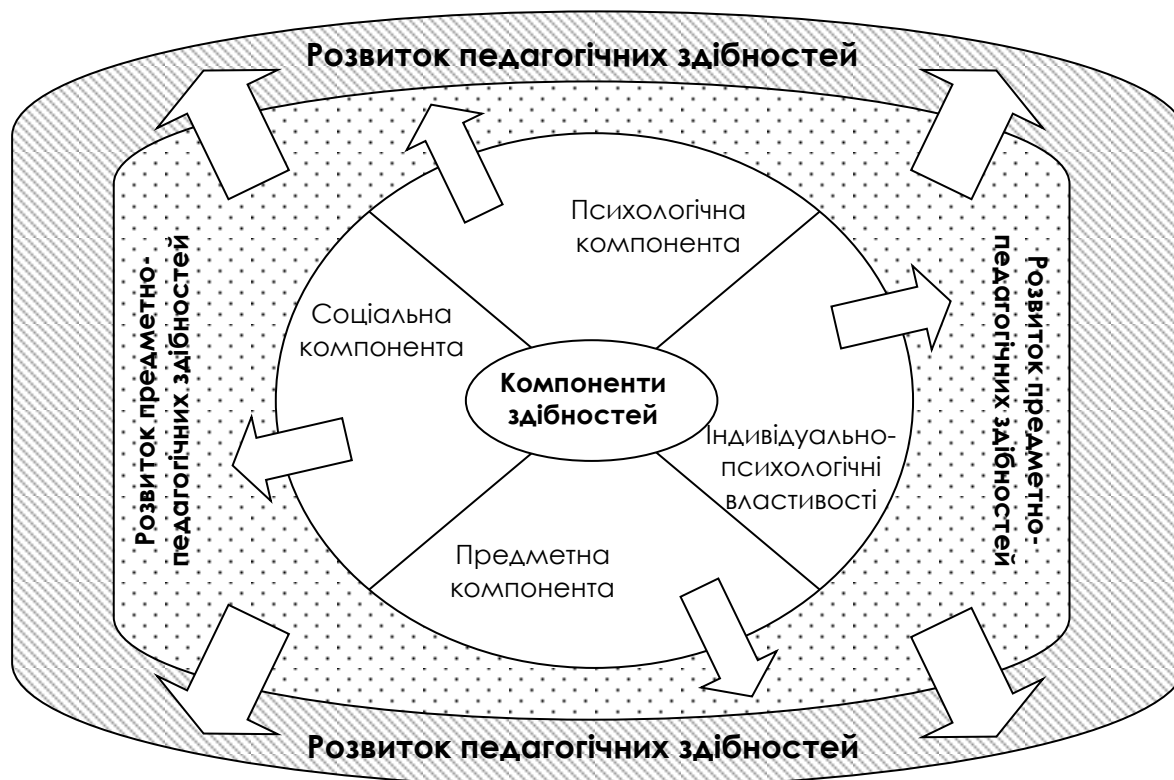 Розвиток педагогічних здібностей
Психологічна
компонента
Соціальна
компонента
Компоненти
здібностей
Індивідуально-
психологічні
властивості
Предметна
компонента
Розвиток предметно-
педагогічних здібностей
Розвиток предметно-
педагогічних здібностей
Розвиток педагогічних здібностей